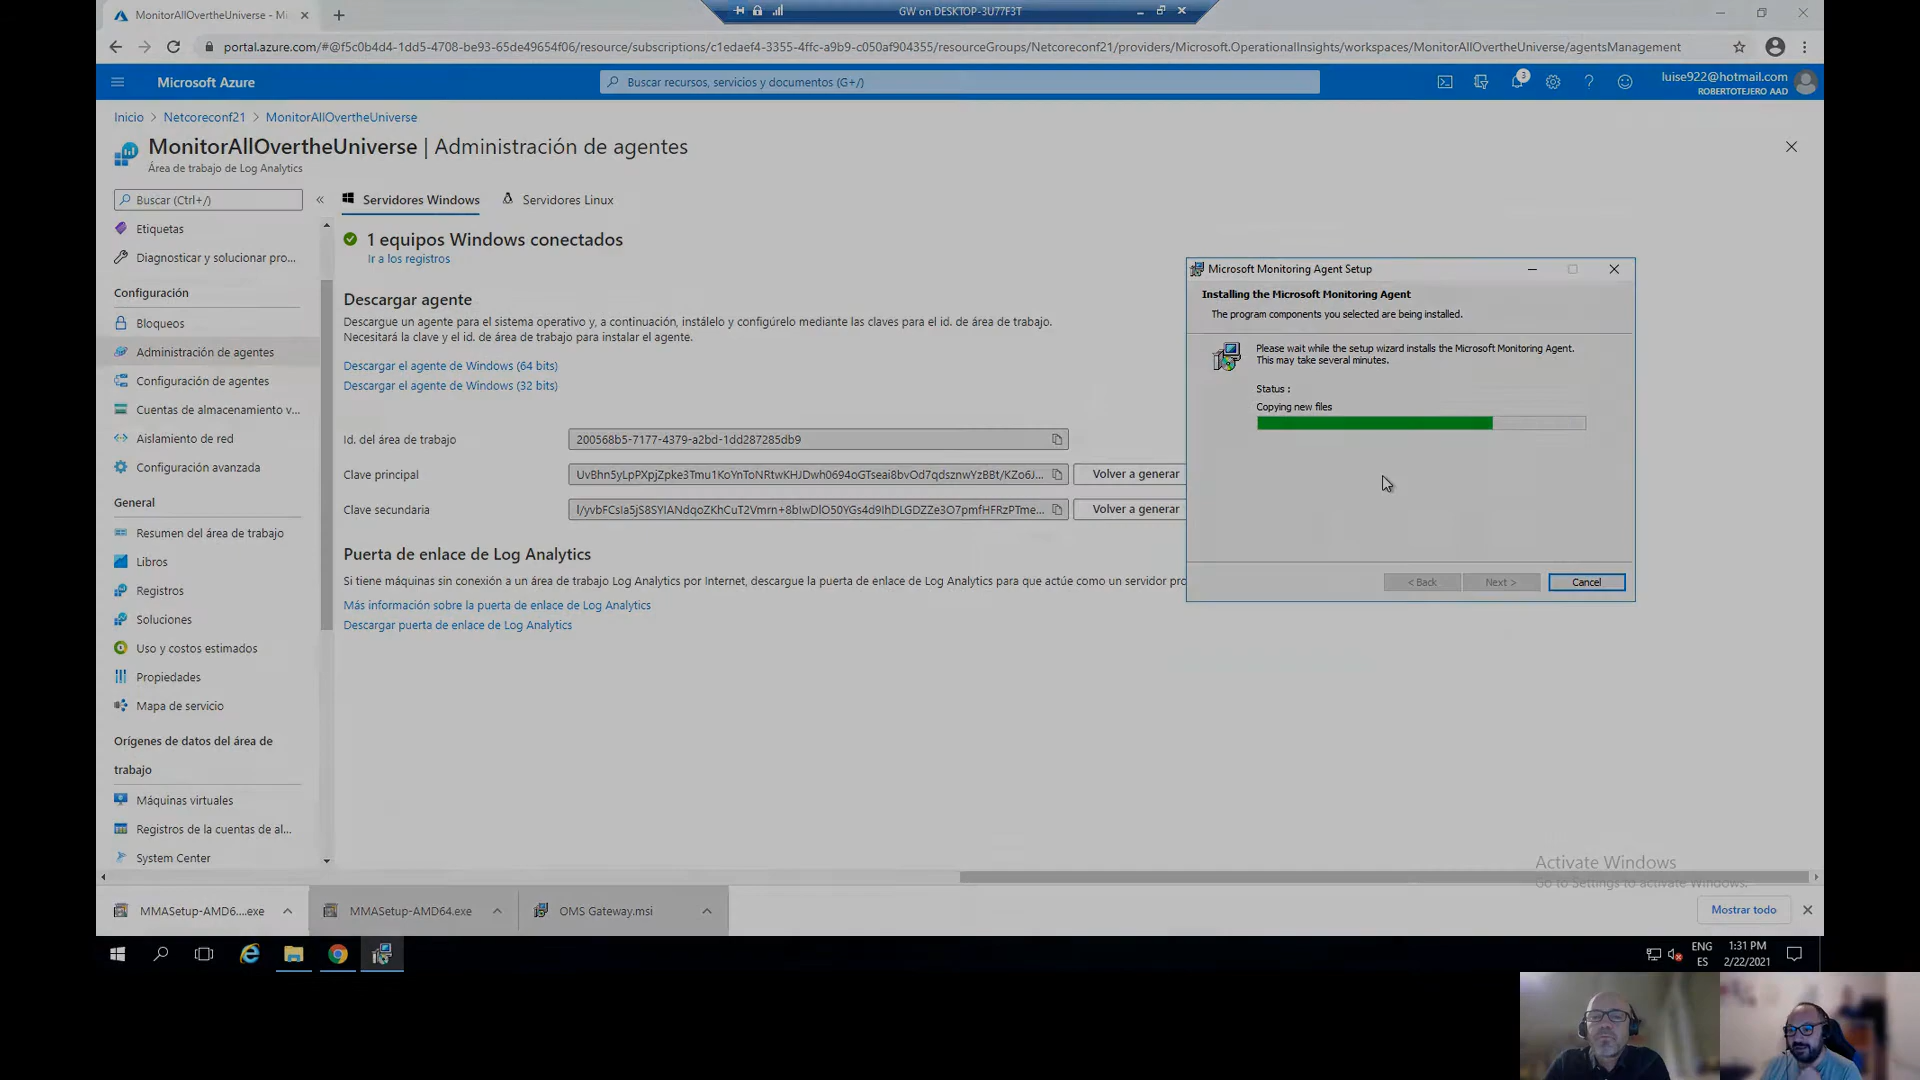 MonitorAllOvertheUniverse - Mi
GW on DESKTOP-3U77F3T
portal.azure.com/#@f5c0b4d4-1dd5-4708-be93-65de49654f06/resource/subscriptions/c1edaef4-3355-4ffc-a9b9-c050af904355/resourceGroups/Netcoreconf21/providers/Microsoft.OperationalInsights/workspaces/MonitorAllOvertheUniverse/agentsManagement
Microsoft Azure
Buscar recursos, servicios y documentos (G+/)
3
luise922@hotmail.com
ROBERTOTEJERO AAD
Inicio > Netcoreconf21 > MonitorAllOvertheUniverse
MonitorAllOvertheUniverse | Administración de agentes
Área de trabajo de Log Analytics
Buscar (Ctrl+/)
Etiquetas
Diagnosticar y solucionar pro...
Configuración
Bloqueos
Administración de agentes
Configuración de agentes
Cuentas de almacenamiento v...
Aislamiento de red
Configuración avanzada
General
Resumen del área de trabajo
Libros
Registros
Soluciones
Uso y costos estimados
Propiedades
Mapa de servicio
Orígenes de datos del área de
trabajo
Máquinas virtuales
Registros de la cuentas de al...
System Center
Servidores Windows
Servidores Linux
1 equipos Windows conectados
Ir a los registros
Descargar agente
Descargue un agente para el sistema operativo y, a continuación, instálelo y configúrelo mediante las claves para el id. de área de trabajo.
Necesitará la clave y el id. de área de trabajo para instalar el agente.
Descargar el agente de Windows (64 bits)
Descargar el agente de Windows (32 bits)
Id. del área de trabajo
200568b5-7177-4379-a2bd-1dd287285db9
Clave principal
UvBhn5yLpPXpjZpke3Tmu1KoYnToNRtwKHJDwh0694oGTseai8bvOd7qdsznwYzBBt/KZo6J...
Volver a generar
Clave secundaria
l/yvbFCsIa5jS8SYIANdqoZKhCuT2Vmrn+8bIwDlO50YGs4d9IhDLGDZZe3O7pmfHFRzPTme...
Volver a generar
Puerta de enlace de Log Analytics
Si tiene máquinas sin conexión a un área de trabajo Log Analytics por Internet, descargue la puerta de enlace de Log Analytics para que actúe como un servidor pro
Más información sobre la puerta de enlace de Log Analytics
Descargar puerta de enlace de Log Analytics
Microsoft Monitoring Agent Setup
Installing the Microsoft Monitoring Agent
The program components you selected are being installed.
Please wait while the setup wizard installs the Microsoft Monitoring Agent.
This may take several minutes.
Status :
Copying new files
< Back
Next >
Cancel
Activate Windows
Go to Settings to activate Windows.
MMASetup-AMD6....exe
MMASetup-AMD64.exe
OMS Gateway.msi
Mostrar todo
ENG
ES
1:31 PM
2/22/2021